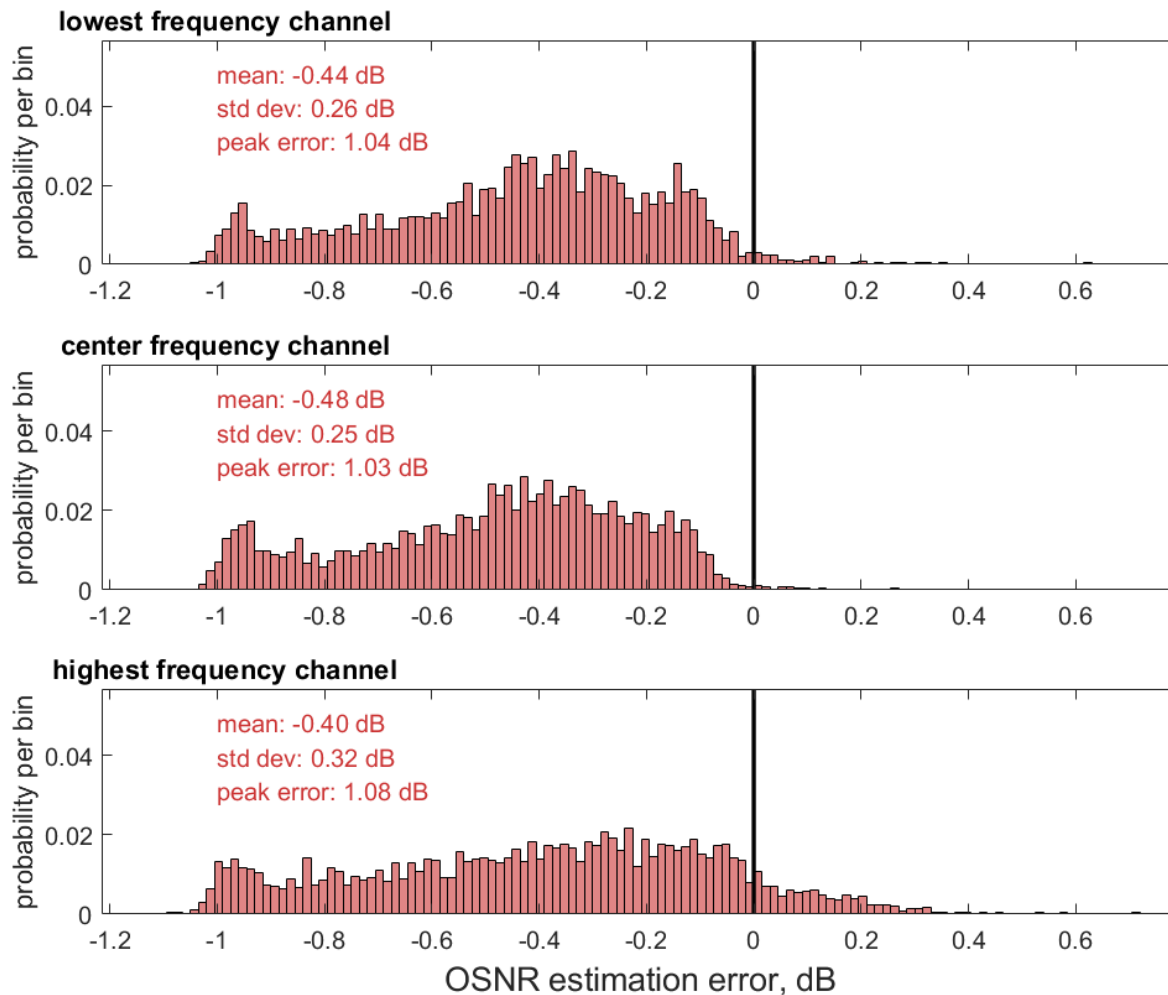 lowest frequency channel
probability per bin
0.04
0.02
0
mean: -0.44 dB
std dev: 0.26 dB
peak error: 1.04 dB
-1.2 -1 -0.8 -0.6 -0.4 -0.2 0 0.2 0.4 0.6
center frequency channel
probability per bin
0.04
0.02
0
mean: -0.48 dB
std dev: 0.25 dB
peak error: 1.03 dB
-1.2 -1 -0.8 -0.6 -0.4 -0.2 0 0.2 0.4 0.6
highest frequency channel
probability per bin
0.04
0.02
0
mean: -0.40 dB
std dev: 0.32 dB
peak error: 1.08 dB
-1.2 -1 -0.8 -0.6 -0.4 -0.2 0 0.2 0.4 0.6
OSNR estimation error, dB